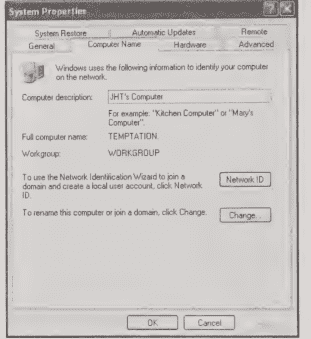 System Properties
System Restore Automatic Updates Remote
General Computer Name Hardware Advanced
Windows uses the following information to identify your computer
on the network.
Computer description: JHT's Computer
For example: "Kitchen Computer" or "Mary's
Computer".
Full computer name: TEMPTATION.
Workgroup: WORKGROUP
To use the Network Identification Wizard to join a
domain and create a local user account, click Network
ID.
Network ID
To rename this computer or join a domain, click Change.
Change...
OK Cancel